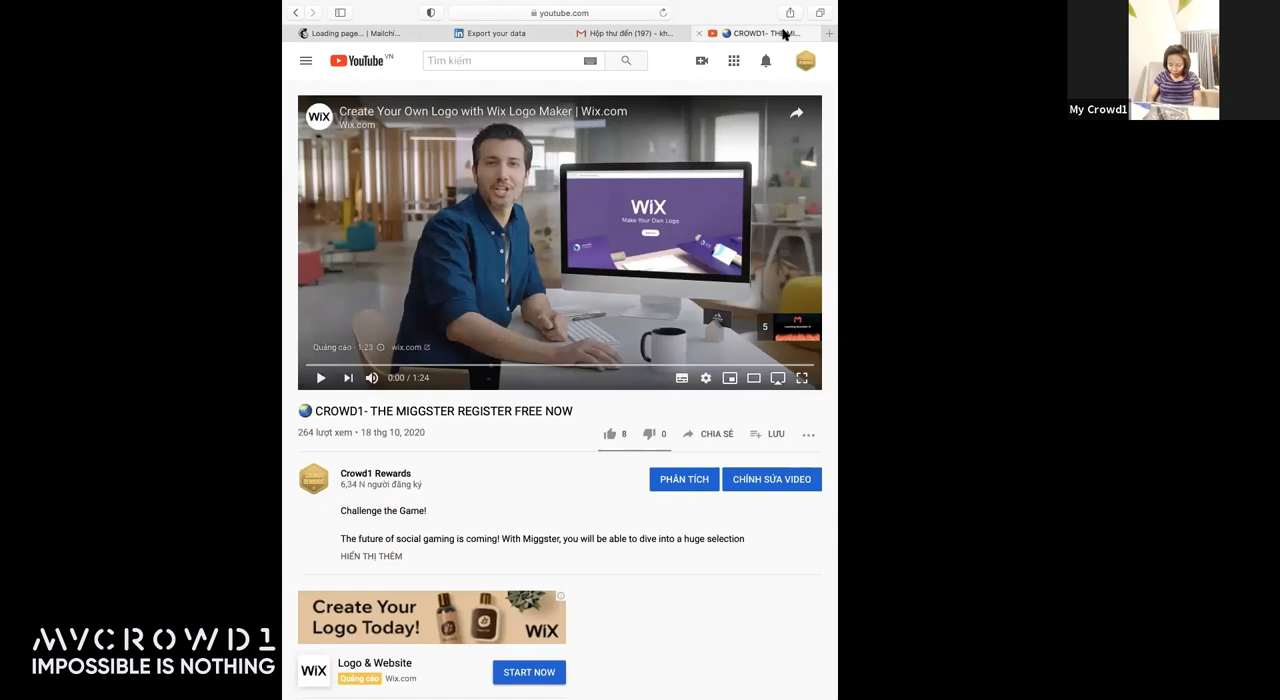 youtube.com
Loading page... | Mailchi...
Export your data
Hộp thư đến (197) - kh...
CROWD1- THE MI...
YouTube VN
Tìm kiếm
My Crowd1
WiX
Create Your Own Logo with Wix Logo Maker | Wix.com
Wix.com
WiX
Make Your Own Logo
5
Quảng cáo · 1:23
wix.com
0:00 / 1:24
CROWD1- THE MIGGSTER REGISTER FREE NOW
264 lượt xem • 18 thg 10, 2020
8
0
CHIA SẺ
LƯU
Crowd1 Rewards
6,34 N người đăng ký
PHÂN TÍCH
CHỈNH SỬA VIDEO
Challenge the Game!
The future of social gaming is coming! With Miggster, you will be able to dive into a huge selection
HIỂN THỊ THÊM
Create Your
Logo Today!
WiX
WiX
Logo & Website
Quảng cáo Wix.com
START NOW
MYCROWD1
IMPOSSIBLE IS NOTHING